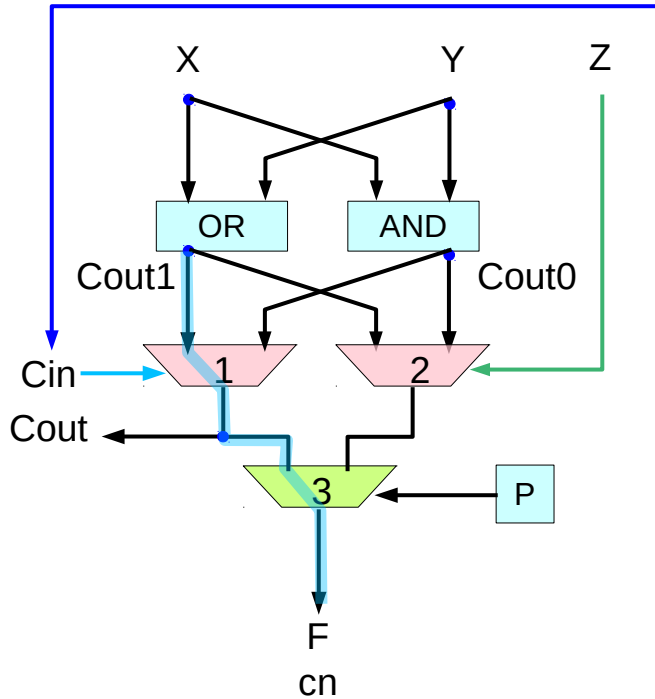 X Y Z
OR AND
Cout1 Cout0
Cin 1 2
Cout
3 P
F
cn